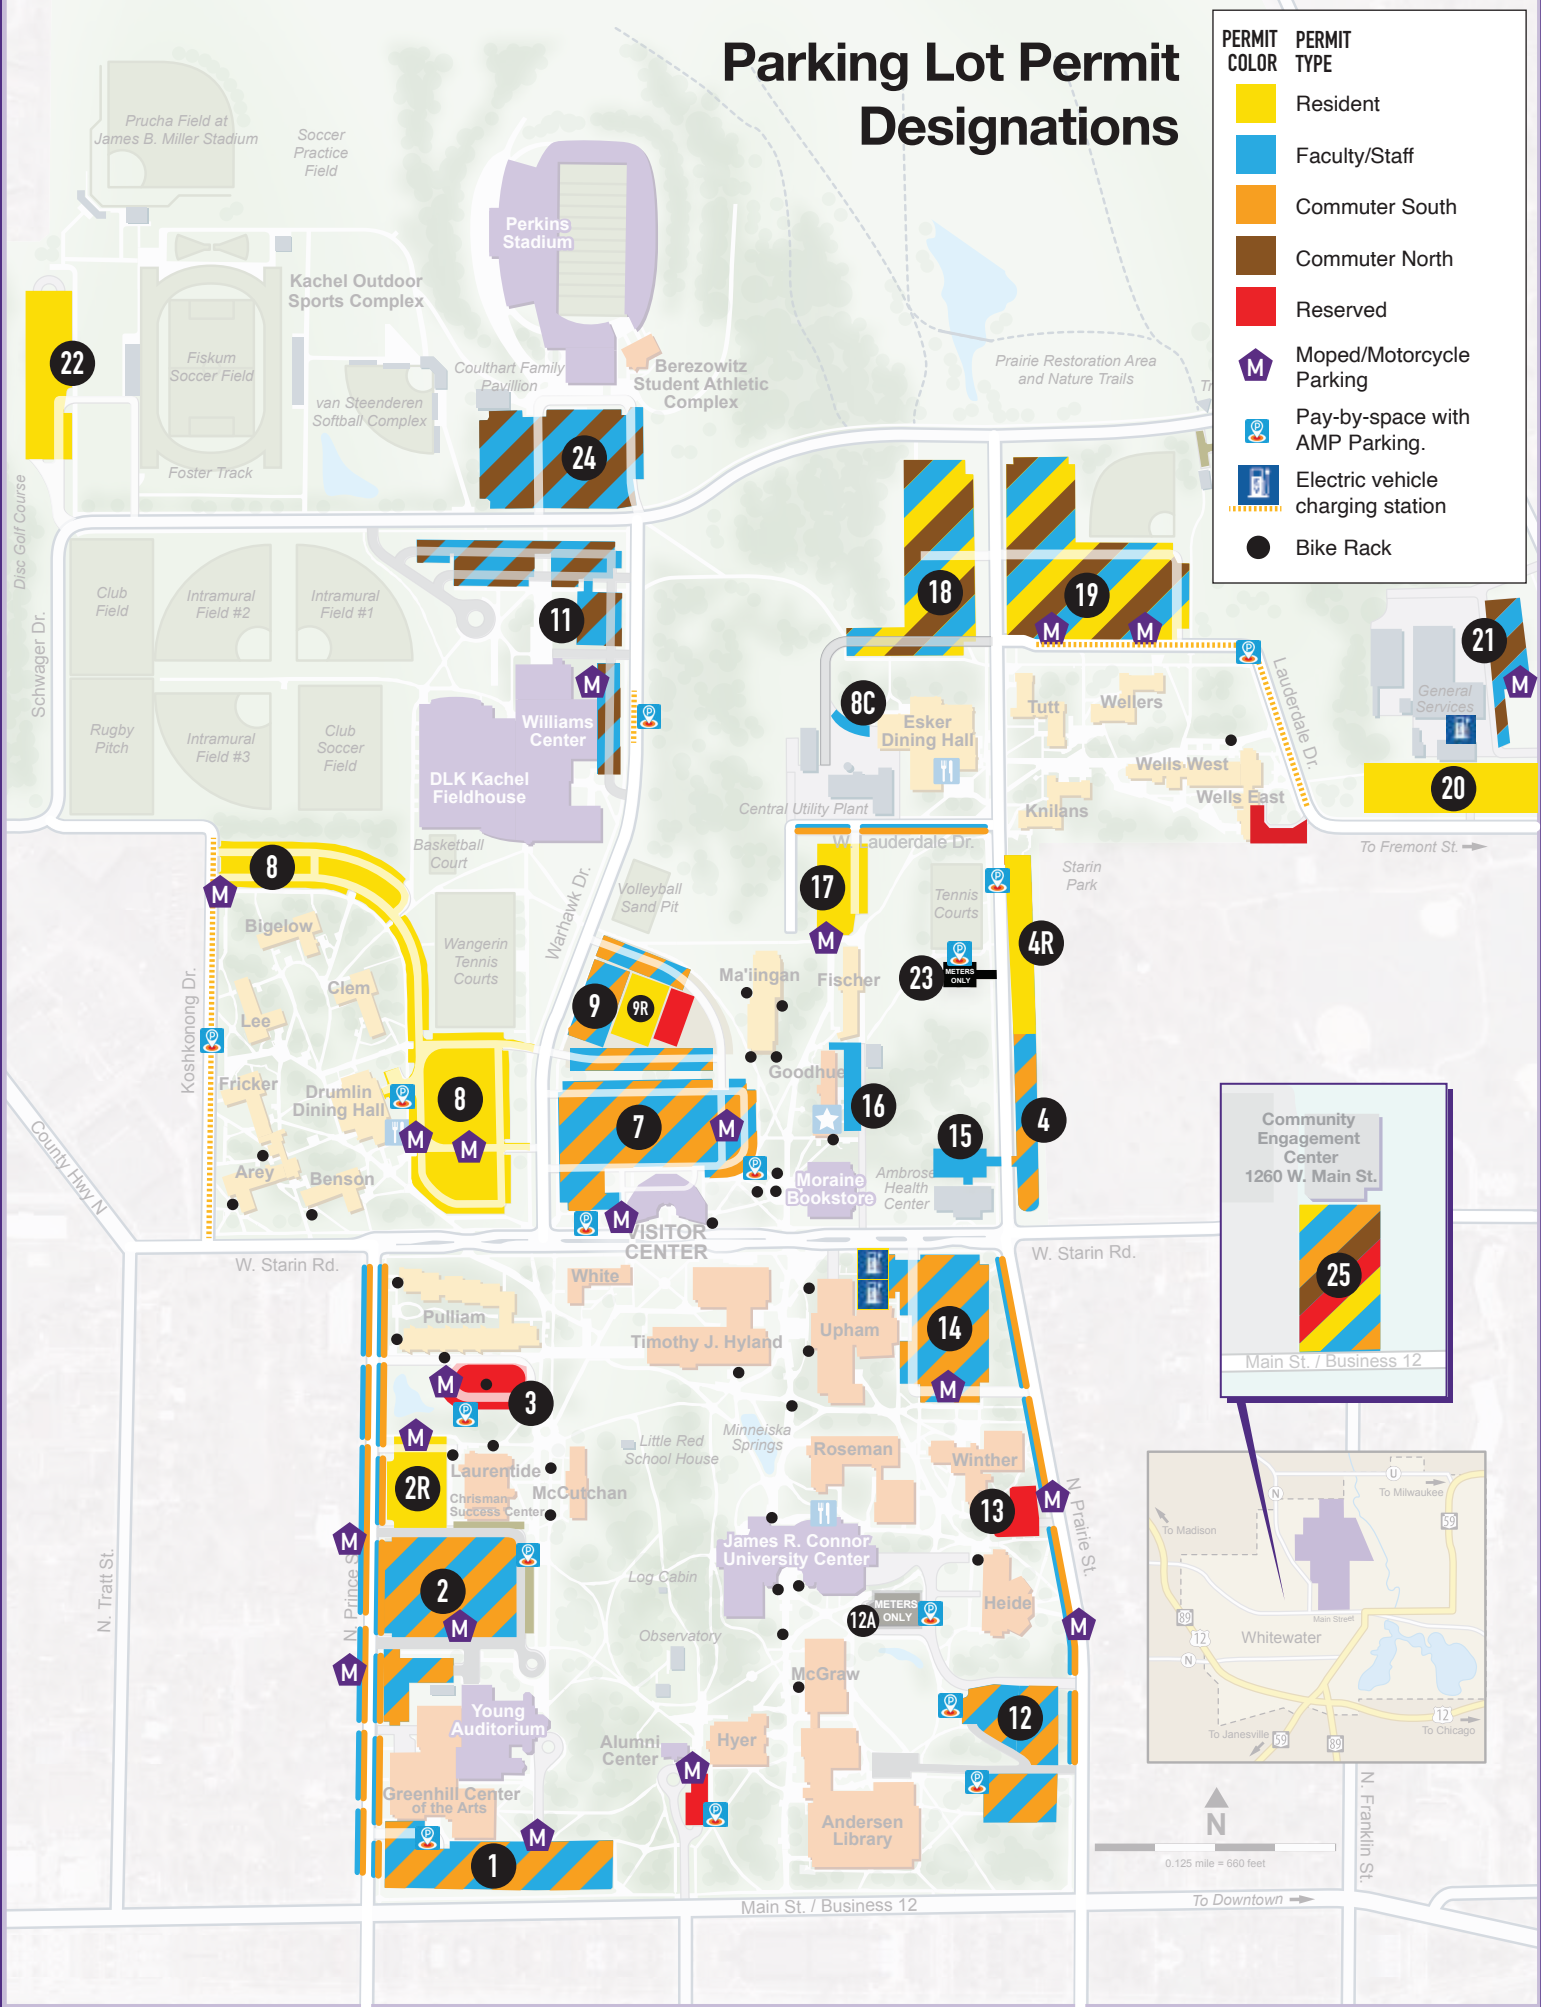 Parking Lot Permit
Designations
PERMIT
COLOR
PERMIT
TYPE
Resident
Faculty/Staff
Commuter South
Commuter North
Reserved
M
Moped/Motorcycle
Parking
P
Pay-by-space with
AMP Parking.
Electric vehicle
charging station
Bike Rack
Prucha Field at
James B. Miller Stadium
Soccer
Practice
Field
Perkins
Stadium
Kachel Outdoor
Sports Complex
22
Fiskum
Soccer Field
Coulthart Family
Pavillion
Berezowitz
Student Athletic
Complex
Prairie Restoration Area
and Nature Trails
van Steenderen
Softball Complex
Foster Track
24
Disc Golf Course
Schwager Dr.
Club
Field
Intramural
Field #2
Intramural
Field #1
11
18
19
M
M
21
M
Rugby
Pitch
Intramural
Field #3
Club
Soccer
Field
Williams
Center
M
P
DLK Kachel
Fieldhouse
8C
Esker
Dining Hall
Tutt
Wellers
P
Lauderdale Dr.
General
Services
Wells West
Wells East
Knilans
20
Central Utility Plant
W. Lauderdale Dr.
To Fremont St.
Basketball
Court
8
M
Bigelow
Warhawk Dr.
Volleyball
Sand Pit
17
M
Tennis
Courts
P
Starin
Park
4R
Wangerin
Tennis
Courts
Koshkonong Dr.
Clem
Lee
9
9R
Ma'iingan
Fischer
23
METERS
ONLY
P
P
Fricker
Drumlin
Dining Hall
P
8
M
M
Goodhue
16
7
M
15
4
County Hwy N
Arey
Benson
P
Moraine
Bookstore
Ambrose
Health
Center
P
M
VISITOR
CENTER
W. Starin Rd.
W. Starin Rd.
Community
Engagement
Center
1260 W. Main St.
25
Main St. / Business 12
White
Pulliam
Timothy J. Hyland
Upham
14
M
M
3
P
M
2R
Laurentide
Chrisman
Success Center
McCutchan
Little Red
School House
Minneiska
Springs
Roseman
Winther
13
M
N. Prairie St.
M
N. Tratt St.
N. Prince S
2
P
M
James R. Connor
University Center
Log Cabin
12A
METERS
ONLY
P
Heide
M
M
Observatory
McGraw
Young
Auditorium
12
P
Alumni
Center
Hyer
M
P
P
Greenhill Center
of the Arts
P
M
1
Andersen
Library
Main St. / Business 12
To Downtown
N. Franklin St.
N
0.125 mile = 660 feet
N
U
To Milwaukee
59
To Madison
Main Street
89
12
Whitewater
N
12
To Chicago
To Janesville
59
89